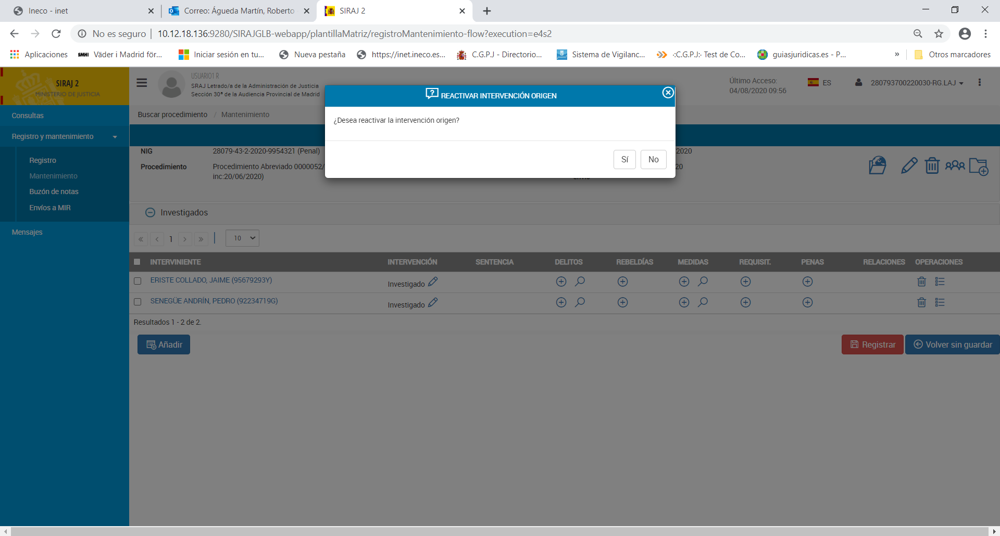 Ineco - inet
Correo: Águeda Martín, Roberto
SIRAJ 2
No es seguro
10.12.18.136:9280/SIRAJGLB-webapp/plantillaMatriz/registroMantenimiento-flow?execution=e4s2
Aplicaciones
SMHI Väder i Madrid för...
Iniciar sesión en tu...
Nueva pestaña
https://inet.ineco.es...
C.G.P.J - Directorio...
Sistema de Vigilanc...
-:C.G.P.J:- Test de Co...
guiasjuridicas.es - P...
»
Otros marcadores
SIRAJ 2
MINISTERIO DE JUSTICIA
USUARIO1 R
SRAJ Letrado/a de la Administración de Justicia
Sección 30ª de la Audiencia Provincial de Madrid
Último Acceso:
04/08/2020 09:56
ES
280793700220030-RG.LAJ
REACTIVAR INTERVENCIÓN ORIGEN
¿Desea reactivar la intervención origen?
Sí
No
Consultas
Registro y mantenimiento
Registro
Mantenimiento
Buzón de notas
Envíos a MIR
Mensajes
Buscar procedimiento / Mantenimiento
NIG 28079-43-2-2020-9954321 (Penal)
2020
Procedimiento Procedimiento Abreviado 0000052/
inc:20/06/2020)
20
Investigados
« ‹ 1 › » 10
INTERVINIENTE INTERVENCIÓN SENTENCIA DELITOS REBELDÍAS MEDIDAS REQUISIT. PENAS RELACIONES OPERACIONES
ERISTE COLLADO, JAIME (95679293Y) Investigado
SENEGÜE ANDRÍN, PEDRO (92234719G) Investigado
Resultados 1 - 2 de 2.
Añadir
Registrar
Volver sin guardar